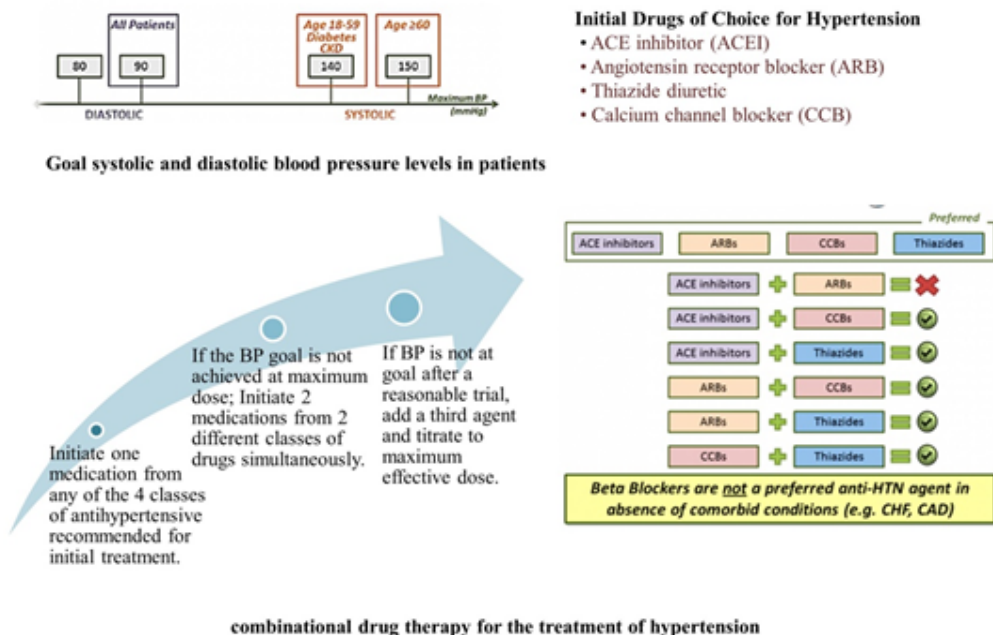 All Patients
Age 18-59
Diabetes
CKD
Age ≥60
80
90
140
150
Maximum BP
(mmHg)
DIASTOLIC
SYSTOLIC
Goal systolic and diastolic blood pressure levels in patients
Initial Drugs of Choice for Hypertension
• ACE inhibitor (ACEI)
• Angiotensin receptor blocker (ARB)
• Thiazide diuretic
• Calcium channel blocker (CCB)
Initiate one
medication from
any of the 4 classes
of antihypertensive
recommended for
initial treatment.
If the BP goal is not
achieved at maximum
dose; Initiate 2
medications from 2
different classes of
drugs simultaneously.
If BP is not at
goal after a
reasonable trial,
add a third agent
and titrate to
maximum
effective dose.
Preferred
ACE inhibitors ARBs CCBs Thiazides
ACE inhibitors + ARBs =
ACE inhibitors + CCBs =
ACE inhibitors + Thiazides =
ARBs + CCBs =
ARBs + Thiazides =
CCBs + Thiazides =
Beta Blockers are not a preferred anti-HTN agent in
absence of comorbid conditions (e.g. CHF, CAD)
combinational drug therapy for the treatment of hypertension